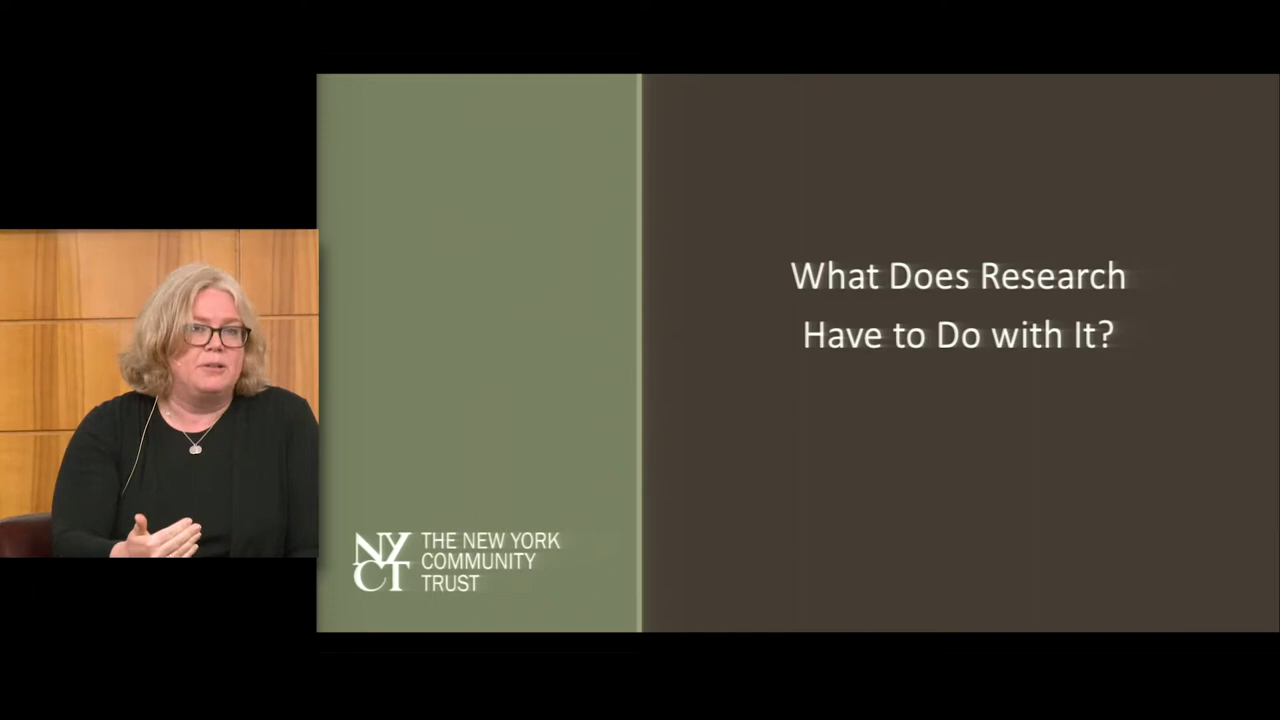 What Does Research
Have to Do with It?
NY
CT
THE NEW YORK
COMMUNITY
TRUST